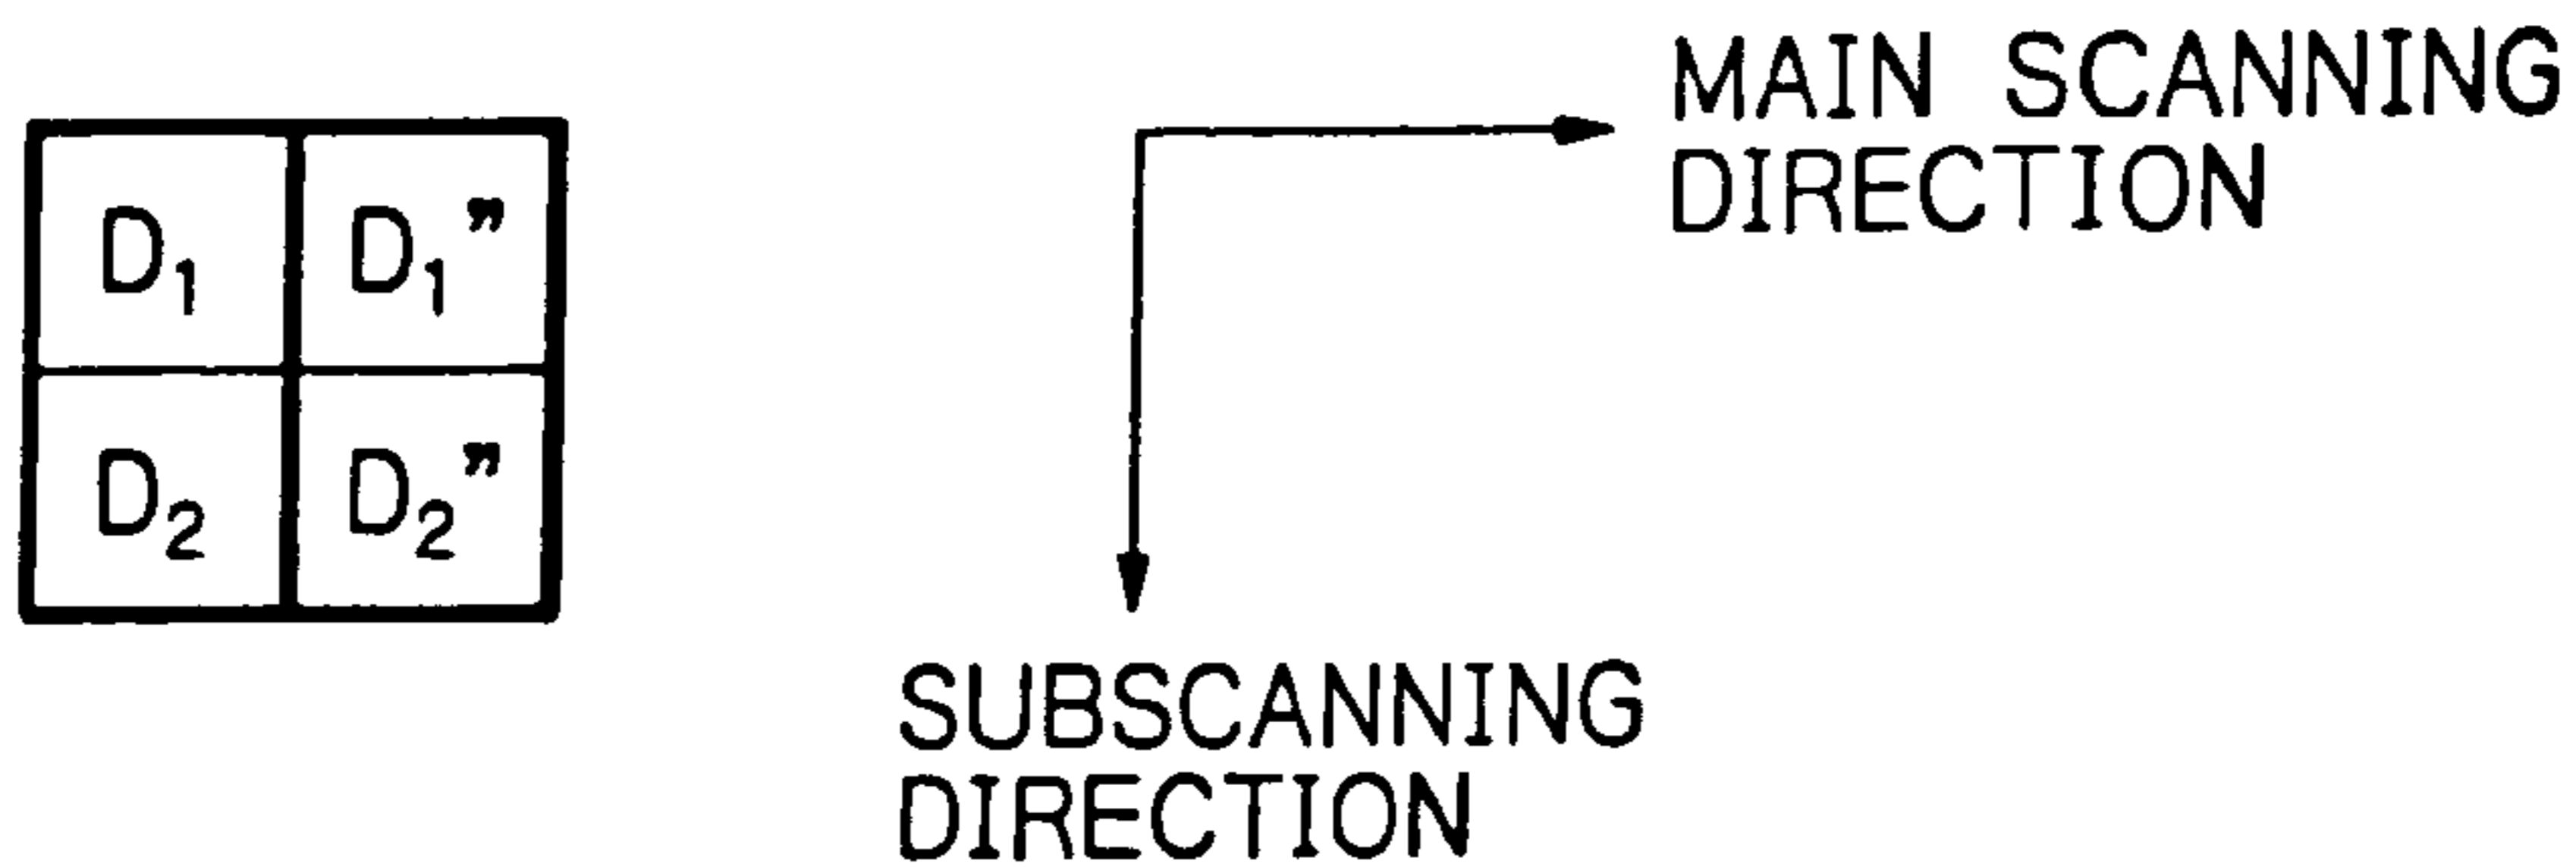 D₁ D₁”
D₂ D₂”
MAIN SCANNING
DIRECTION
SUBSCANNING
DIRECTION